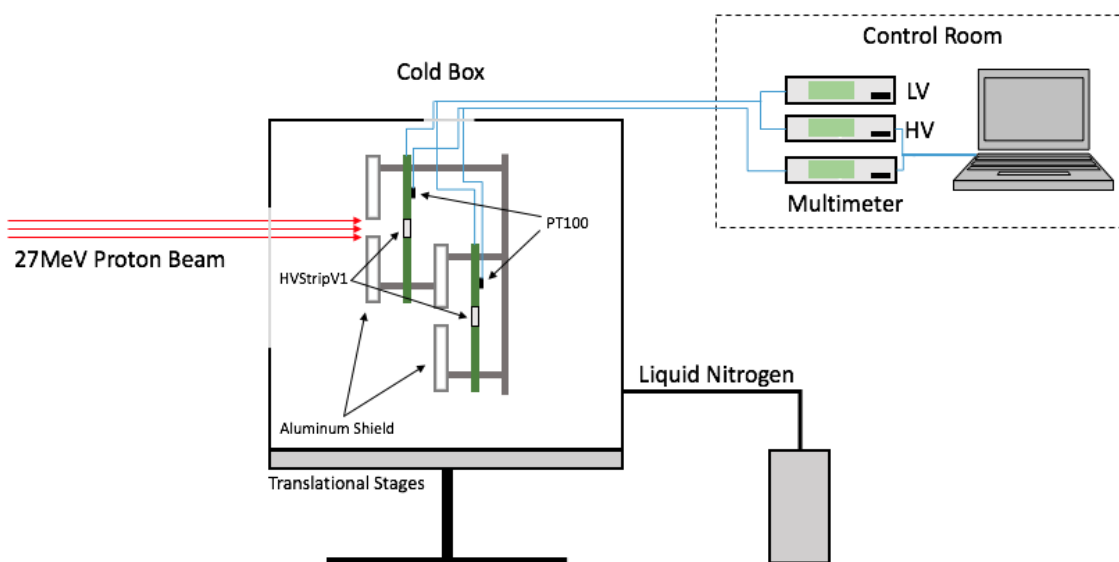 Control Room
Cold Box
LV
HV
Multimeter
PT100
27MeV Proton Beam
HVStripV1
Liquid Nitrogen
Aluminum Shield
Translational Stages